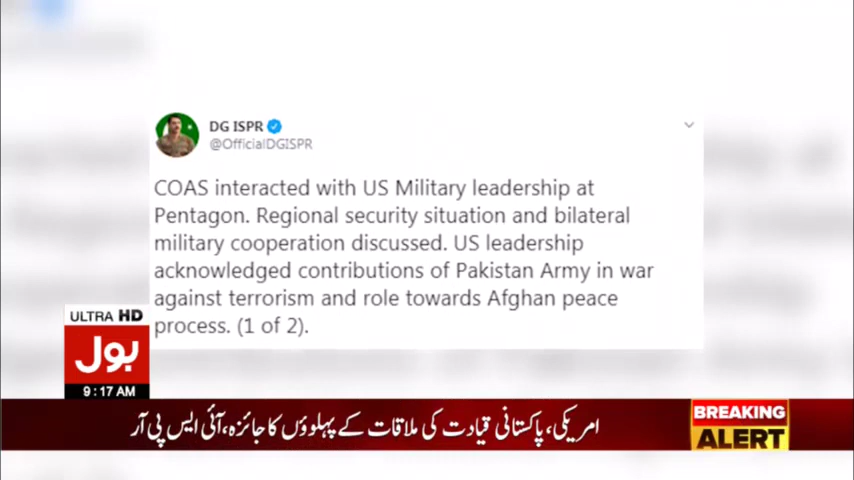 DG ISPR
@OfficialDGISPR
COAS interacted with US Military leadership at
Pentagon. Regional security situation and bilateral
military cooperation discussed. US leadership
acknowledged contributions of Pakistan Army in war
against terrorism and role towards Afghan peace
process. (1 of 2).
ULTRA HD
بول
9:17 AM
امریکی، پاکستانی قیادت کی ملاقات کے پہلوؤں کا جائزہ، آئی ایس پی آر
BREAKING
ALERT